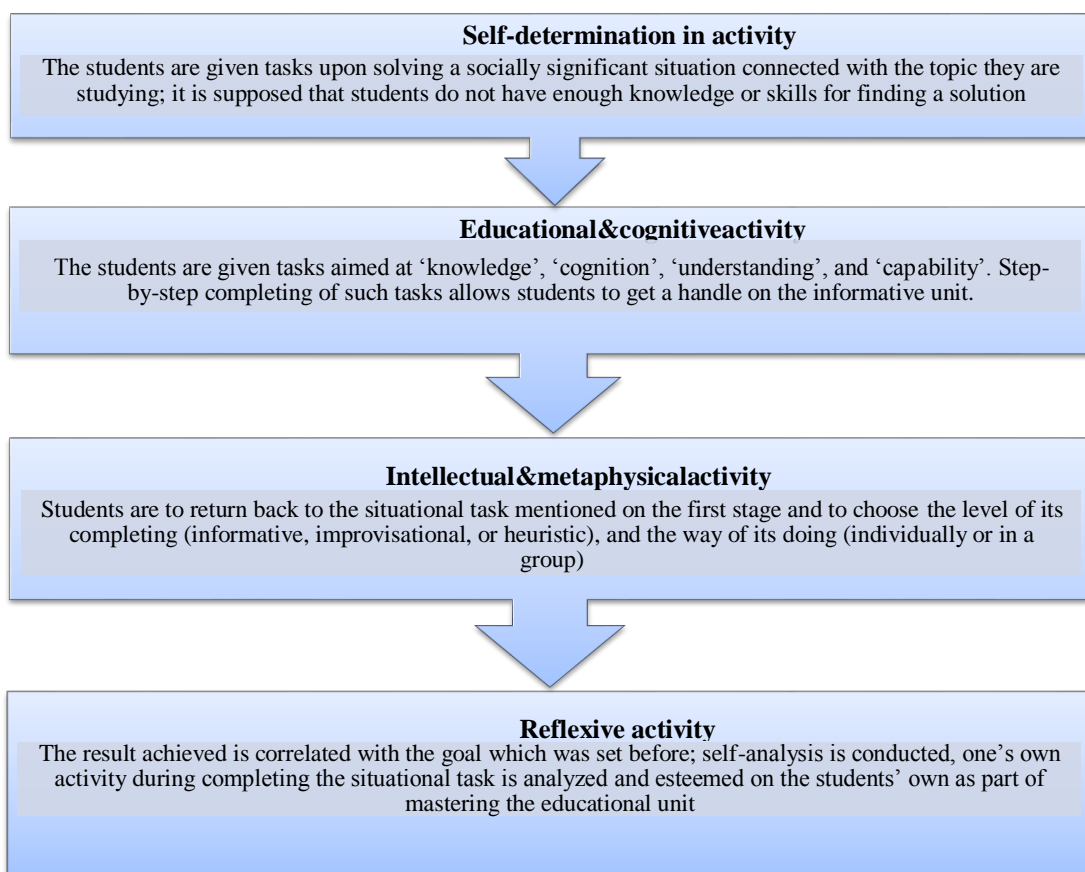 Self-determination in activity
The students are given tasks upon solving a socially significant situation connected with the topic they are
studying; it is supposed that students do not have enough knowledge or skills for finding a solution
Educational&cognitiveactivity
The students are given tasks aimed at ‘knowledge’, ‘cognition’, ‘understanding’, and ‘capability’. Step-
by-step completing of such tasks allows students to get a handle on the informative unit.
Intellectual&metaphysicalactivity
Students are to return back to the situational task mentioned on the first stage and to choose the level of its
completing (informative, improvisational, or heuristic), and the way of its doing (individually or in a
group)
Reflexive activity
The result achieved is correlated with the goal which was set before; self-analysis is conducted, one’s own
activity during completing the situational task is analyzed and esteemed on the students’ own as part of
mastering the educational unit